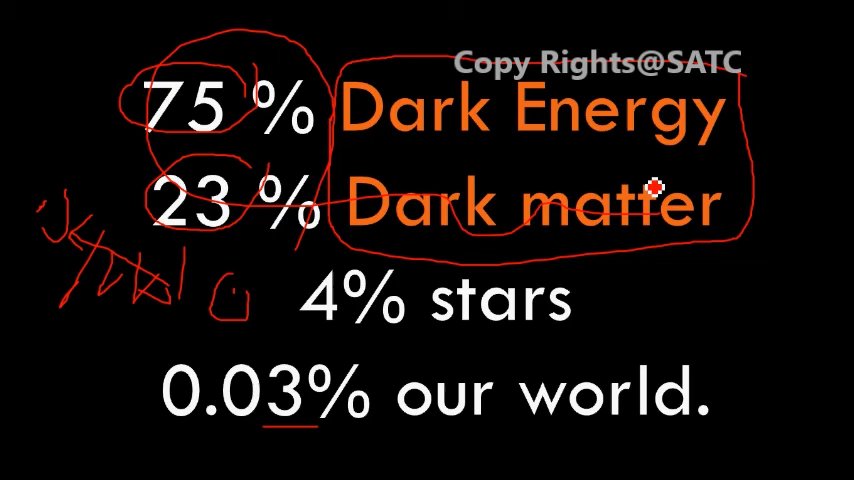 Copy Rights@SATC
75 % Dark Energy
23 % Dark matter
4% stars
0.03% our world.